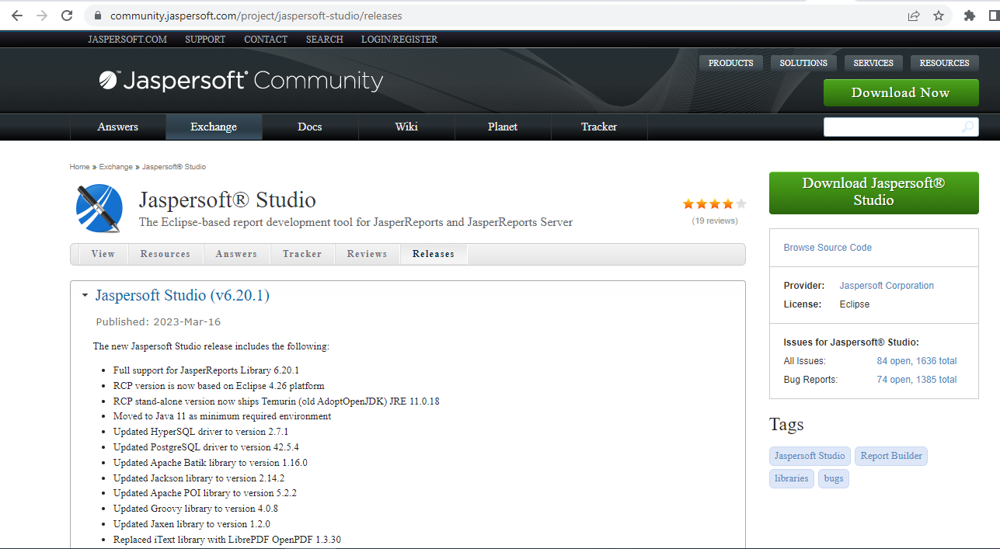 community.jaspersoft.com/project/jaspersoft-studio/releases
JASPERSOFT.COM SUPPORT CONTACT SEARCH LOGIN/REGISTER
PRODUCTS SOLUTIONS SERVICES RESOURCES
Jaspersoft® Community
Download Now
Answers Exchange Docs Wiki Planet Tracker
Home » Exchange » Jaspersoft® Studio
Jaspersoft® Studio
The Eclipse-based report development tool for JasperReports and JasperReports Server
(19 reviews)
View Resources Answers Tracker Reviews Releases
Jaspersoft Studio (v6.20.1)
Published: 2023-Mar-16
The new Jaspersoft Studio release includes the following:
• Full support for JasperReports Library 6.20.1
• RCP version is now based on Eclipse 4.26 platform
• RCP stand-alone version now ships Temurin (old AdoptOpenJDK) JRE 11.0.18
• Moved to Java 11 as minimum required environment
• Updated HyperSQL driver to version 2.7.1
• Updated PostgreSQL driver to version 42.5.4
• Updated Apache Batik library to version 1.16.0
• Updated Jackson library to version 2.14.2
• Updated Apache POI library to version 5.2.2
• Updated Groovy library to version 4.0.8
• Updated Jaxen library to version 1.2.0
• Replaced iText library with LibrePDF OpenPDF 1.3.30
Download Jaspersoft®
Studio
Browse Source Code
Provider: Jaspersoft Corporation
License: Eclipse
Issues for Jaspersoft® Studio:
All Issues: 84 open, 1636 total
Bug Reports: 74 open, 1385 total
Tags
Jaspersoft Studio Report Builder
libraries bugs